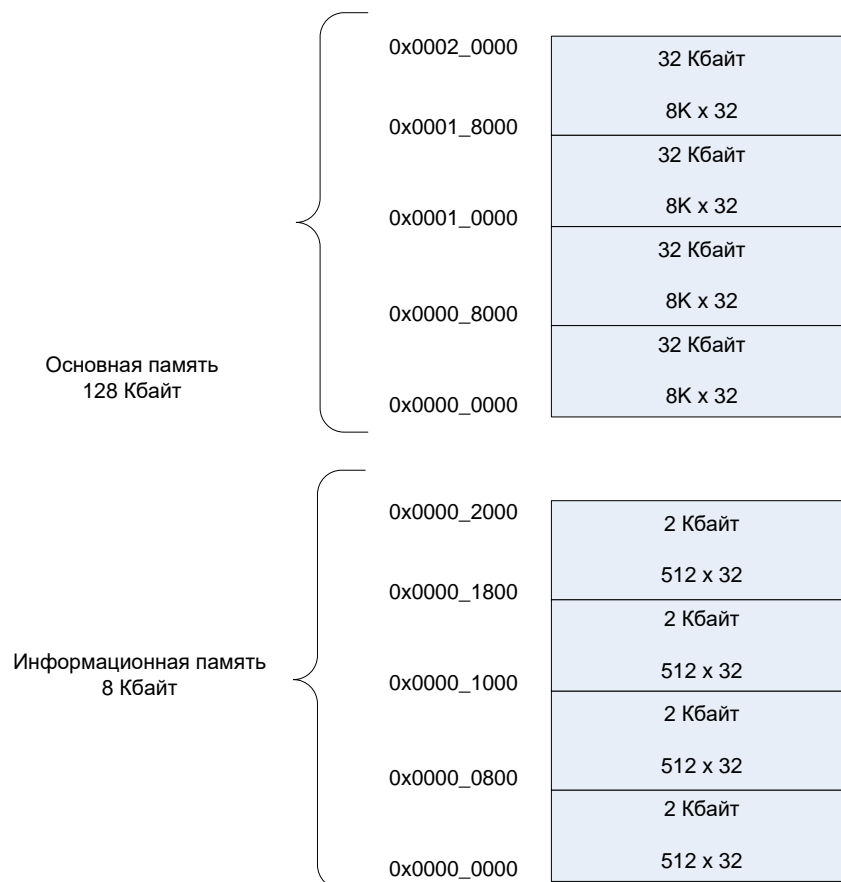 0x0002_0000
32 Кбайт
8K x 32
0x0001_8000
32 Кбайт
8K x 32
0x0001_0000
32 Кбайт
8K x 32
0x0000_8000
32 Кбайт
8K x 32
0x0000_0000
Основная память
128 Кбайт
0x0000_2000
2 Кбайт
512 x 32
0x0000_1800
2 Кбайт
512 x 32
0x0000_1000
2 Кбайт
512 x 32
0x0000_0800
2 Кбайт
512 x 32
0x0000_0000
Информационная память
8 Кбайт